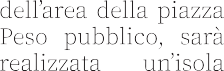 dell'area della piazza
Peso pubblico, sarà
realizzata un'isola